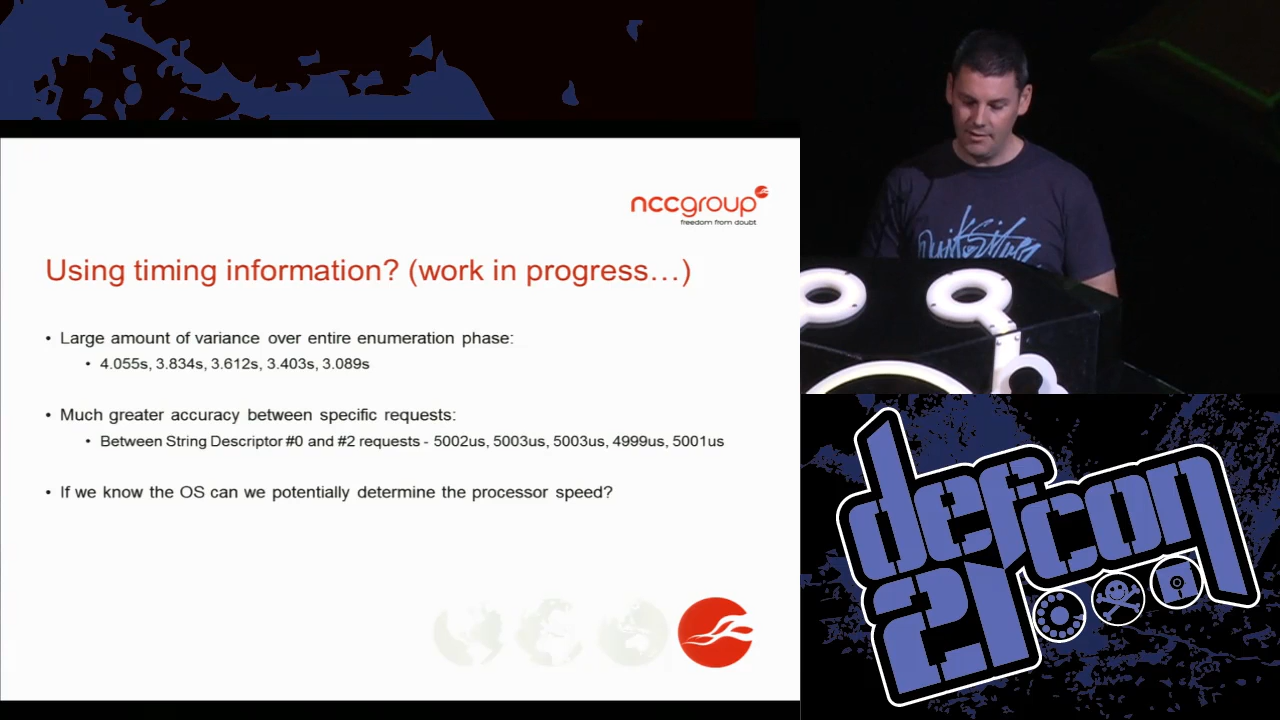 nccgroup
freedom from doubt
Using timing information? (work in progress…)
• Large amount of variance over entire enumeration phase:
• 4.055s, 3.834s, 3.612s, 3.403s, 3.089s
• Much greater accuracy between specific requests:
• Between String Descriptor #0 and #2 requests - 5002us, 5003us, 5003us, 4999us, 5001us
• If we know the OS can we potentially determine the processor speed?
Quiksilver
defcon
21